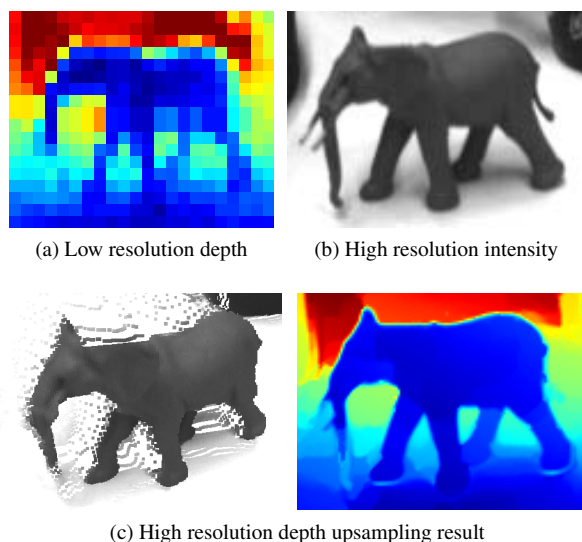 (a) Low resolution depth
(b) High resolution intensity
(c) High resolution depth upsampling result